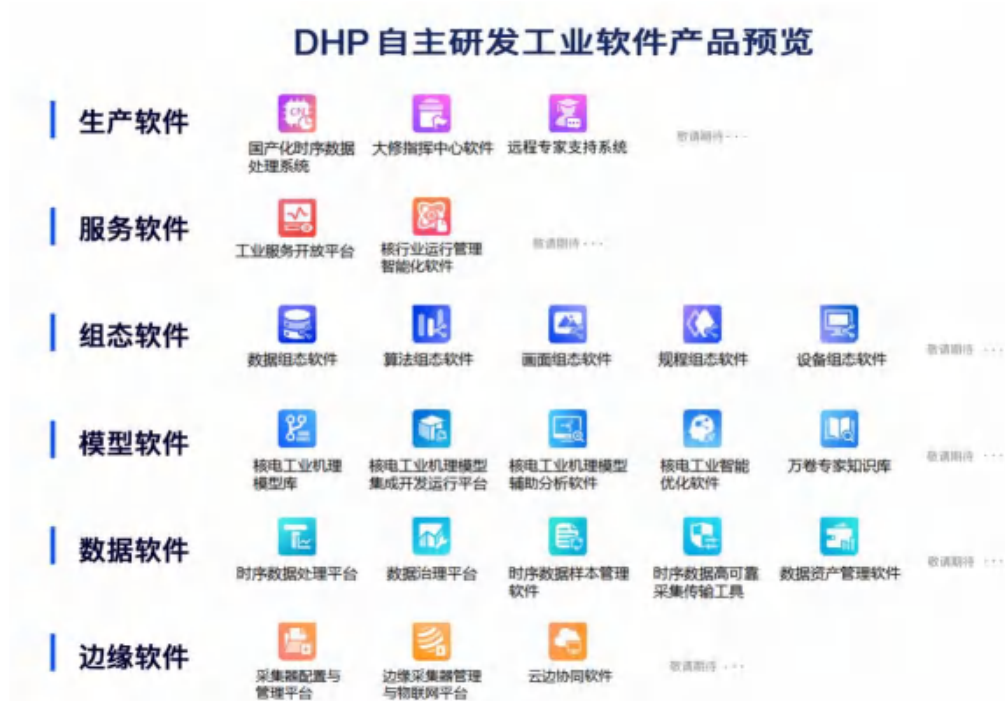 DHP 自主研发工业软件产品预览
生产软件
国产化时序数据
处理系统
大修指挥中心软件
远程专家支持系统
敬请期待···
服务软件
工业服务开放平台
核行业运行管理
智能化软件
敬请期待···
组态软件
数据组态软件
算法组态软件
画面组态软件
规程组态软件
设备组态软件
敬请期待 ···
模型软件
核电工业机理
模型库
核电工业机理模型
集成开发运行平台
核电工业机理模型
辅助分析软件
核电工业智能
优化软件
万卷专家知识库
敬请期待 ···
数据软件
时序数据处理平台
数据治理平台
时序数据样本管理
软件
时序数据高可靠
采集传输工具
数据资产管理软件
敬请期待 ···
边缘软件
采集器配置与
管理平台
边缘采集器管理
与物联网平台
云边协同软件
敬请期待 ···